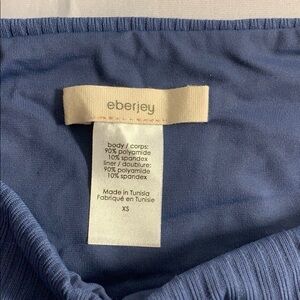 eberjey
body / corps:
90% polyamide
10% spandex
liner / doublure:
90% polyamide
10% spandex
Made in Tunisia
Fabriqué en Tunisie
XS